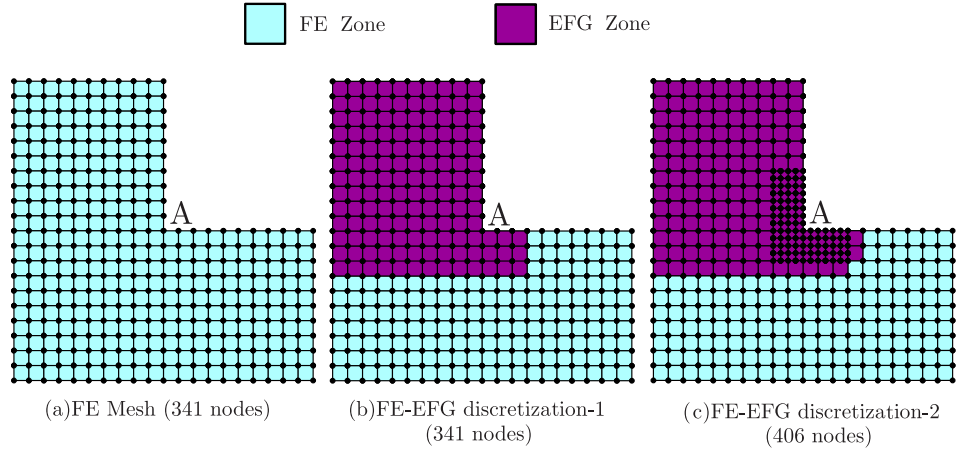 FE Zone
EFG Zone
A
A
A
(a)FE Mesh (341 nodes)
(b)FE-EFG discretization-1
(341 nodes)
(c)FE-EFG discretization-2
(406 nodes)